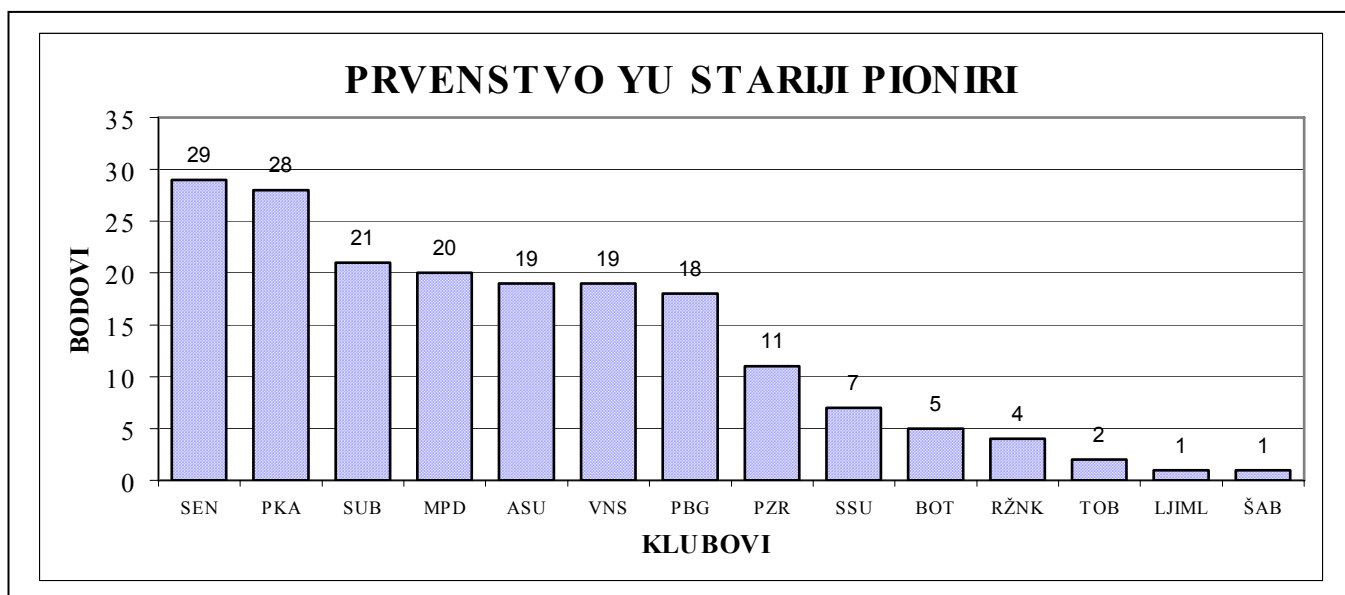 PRVENSTVO YU STARIJI PIONIRI
BODOVI
35
30
25
20
15
10
5
0
29 28 21 20 19 19 18 11 7 5 4 2 1 1
SEN PKA SUB MPD ASU VNS PBG PZR SSU BOT RŽNK TOB LJIML ŠAB
KLUBOVI